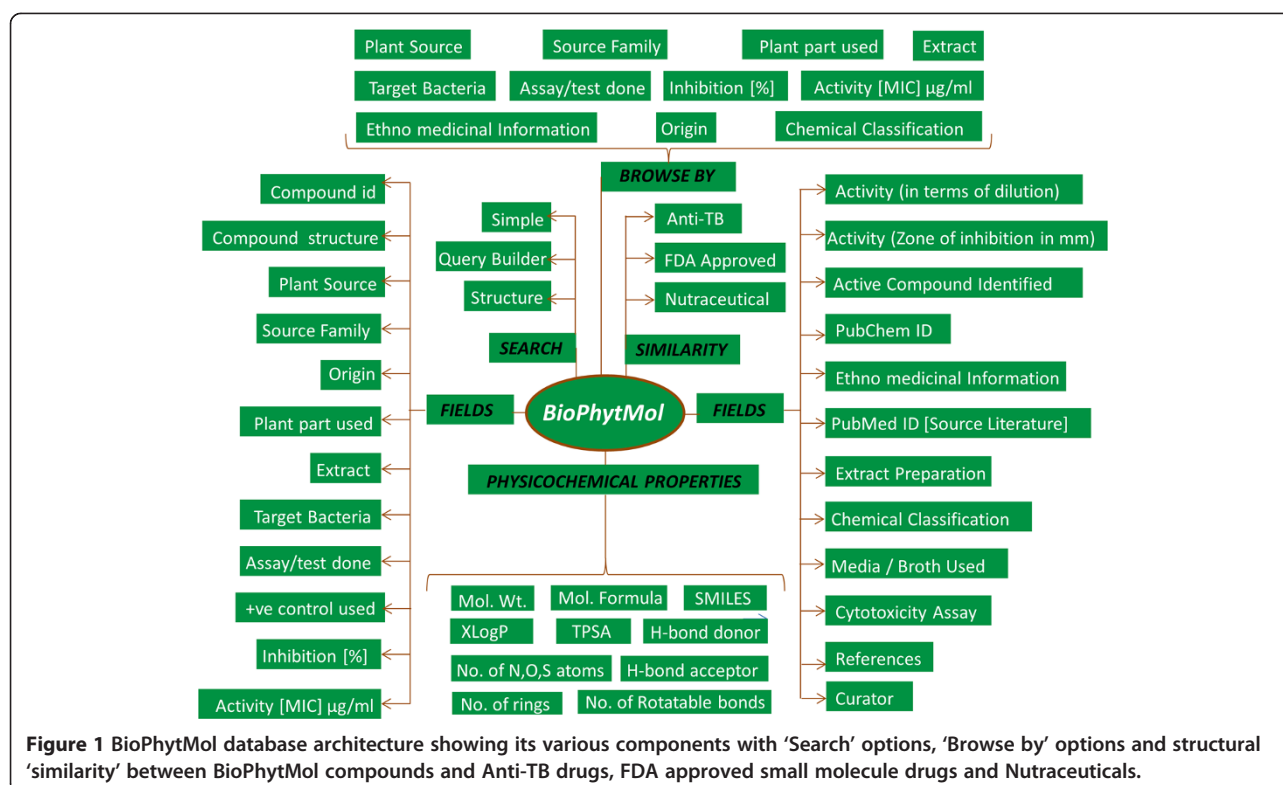 Plant Source
Source Family
Plant part used
Extract
Target Bacteria
Assay/test done
Inhibition [%]
Activity [MIC] µg/ml
Ethno medicinal Information
Origin
Chemical Classification
BROWSE BY
Compound id
Compound structure
Plant Source
Source Family
Origin
Plant part used
Extract
Target Bacteria
Assay/test done
+ve control used
Inhibition [%]
Activity [MIC] µg/ml
FIELDS
Simple
Query Builder
Structure
SEARCH
Anti-TB
FDA Approved
Nutraceutical
SIMILARITY
BioPhytMol
FIELDS
Activity (in terms of dilution)
Activity (Zone of inhibition in mm)
Active Compound Identified
PubChem ID
Ethno medicinal Information
PubMed ID [Source Literature]
Extract Preparation
Chemical Classification
Media / Broth Used
Cytotoxicity Assay
References
Curator
PHYSICOCHEMICAL PROPERTIES
Mol. Wt.
Mol. Formula
SMILES
XLogP
TPSA
H-bond donor
No. of N,O,S atoms
H-bond acceptor
No. of rings
No. of Rotatable bonds
Figure 1 BioPhytMol database architecture showing its various components with ‘Search’ options, ‘Browse by’ options and structural
‘similarity’ between BioPhytMol compounds and Anti-TB drugs, FDA approved small molecule drugs and Nutraceuticals.